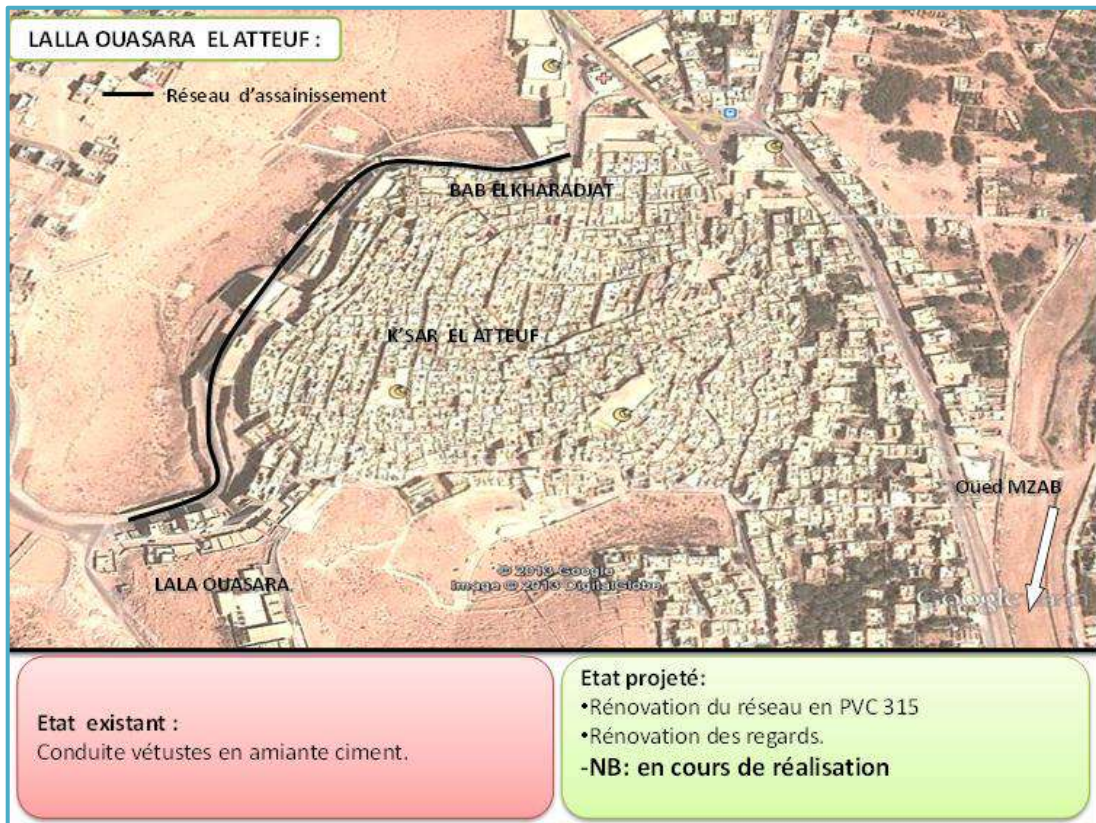 LALLA OUASARA EL ATTEUF :
Réseau d'assainissement
BAB ELKHARADJAT
K'SAR EL ATTEUF
Oued MZAB
LALA OUASARA
© 2013 Google
Image © 2013 DigitalGlobe
Google earth
Etat existant :
Conduite vétustes en amiante ciment.
Etat projeté:
•Rénovation du réseau en PVC 315
•Rénovation des regards.
-NB: en cours de réalisation